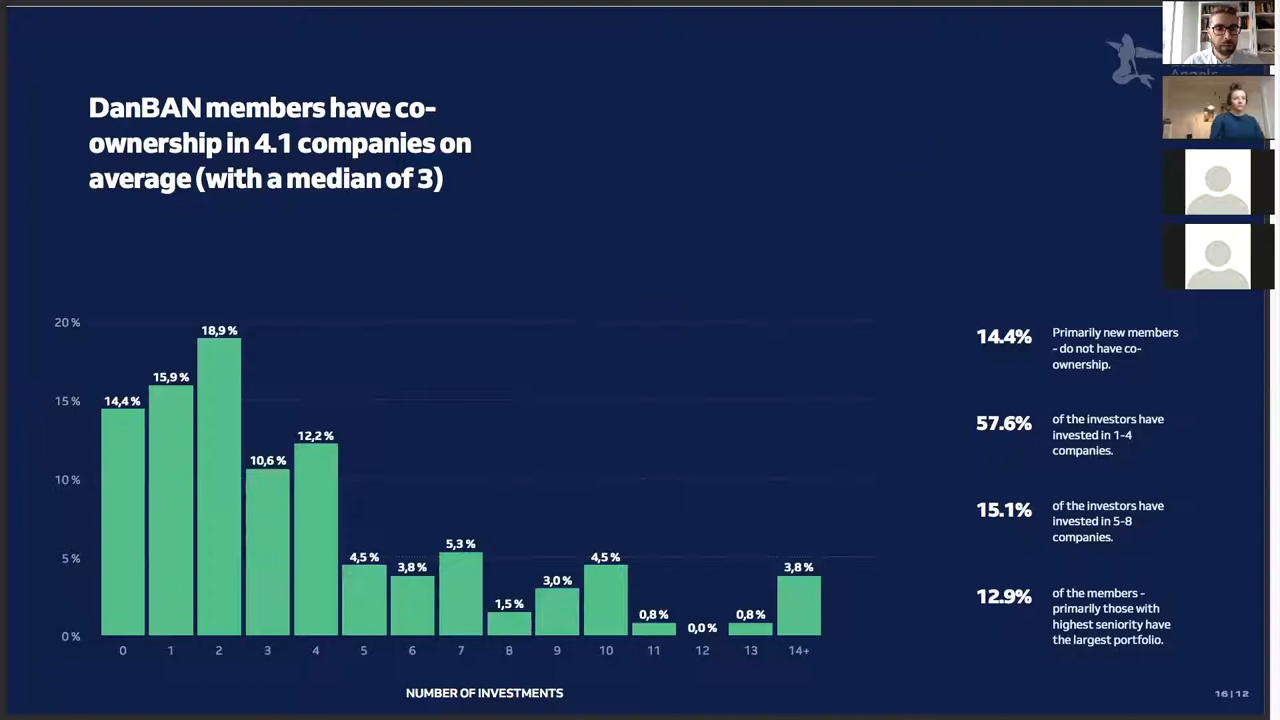 Angels
DanBAN members have co-
ownership in 4.1 companies on
average (with a median of 3)
20 %
15 %
10 %
5 %
0 %
14,4 %
15,9 %
18,9 %
10,6 %
12,2 %
4,5 %
3,8 %
5,3 %
1,5 %
3,0 %
4,5 %
0,8 %
0,0 %
0,8 %
3,8 %
0 1 2 3 4 5 6 7 8 9 10 11 12 13 14+
NUMBER OF INVESTMENTS
14.4% Primarily new members
- do not have co-
ownership.
57.6% of the investors have
invested in 1-4
companies.
15.1% of the investors have
invested in 5-8
companies.
12.9% of the members -
primarily those with
highest seniority have
the largest portfolio.
16 | 12